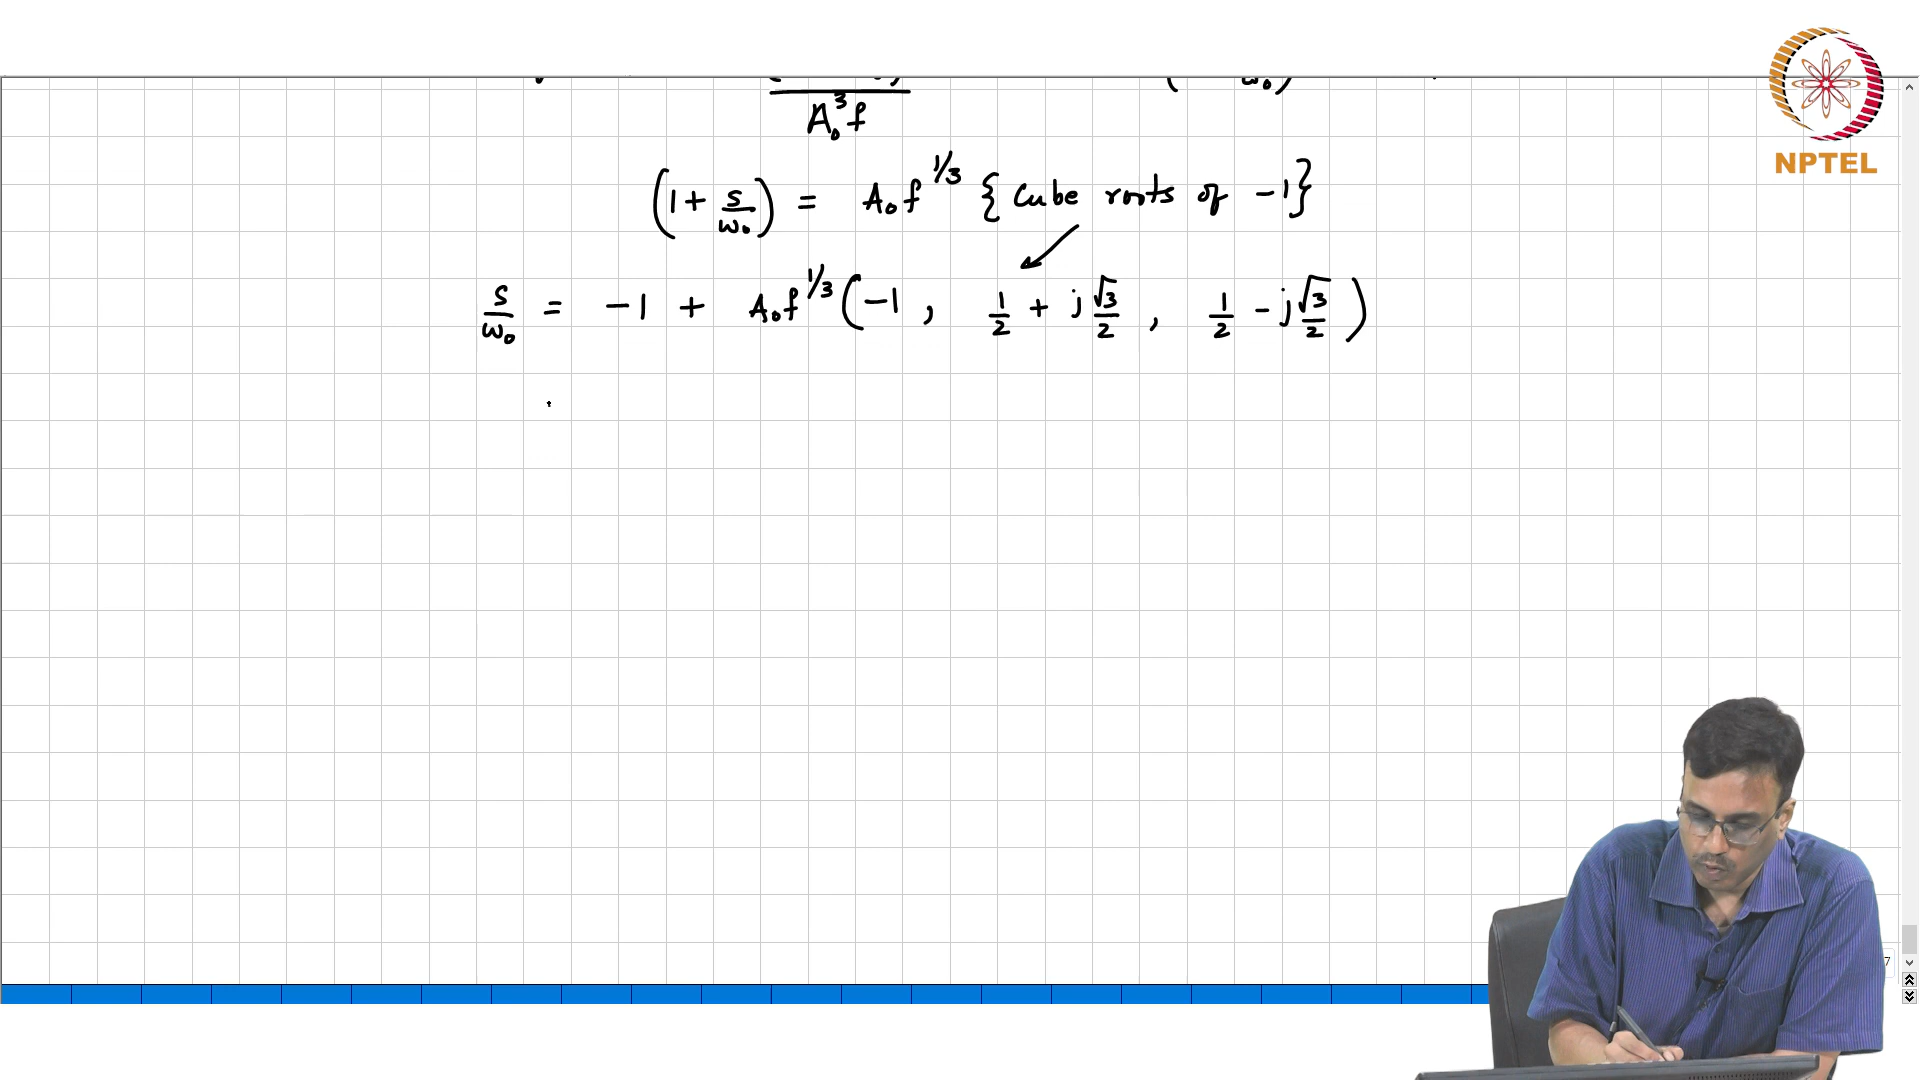 NPTEL
A₀³f
(1 + s/ω₀) = A₀f^1/3 {Cube roots of -1}
s/ω₀ = -1 + A₀f^1/3 (-1, 1/2 + j√3/2, 1/2 - j√3/2)
7